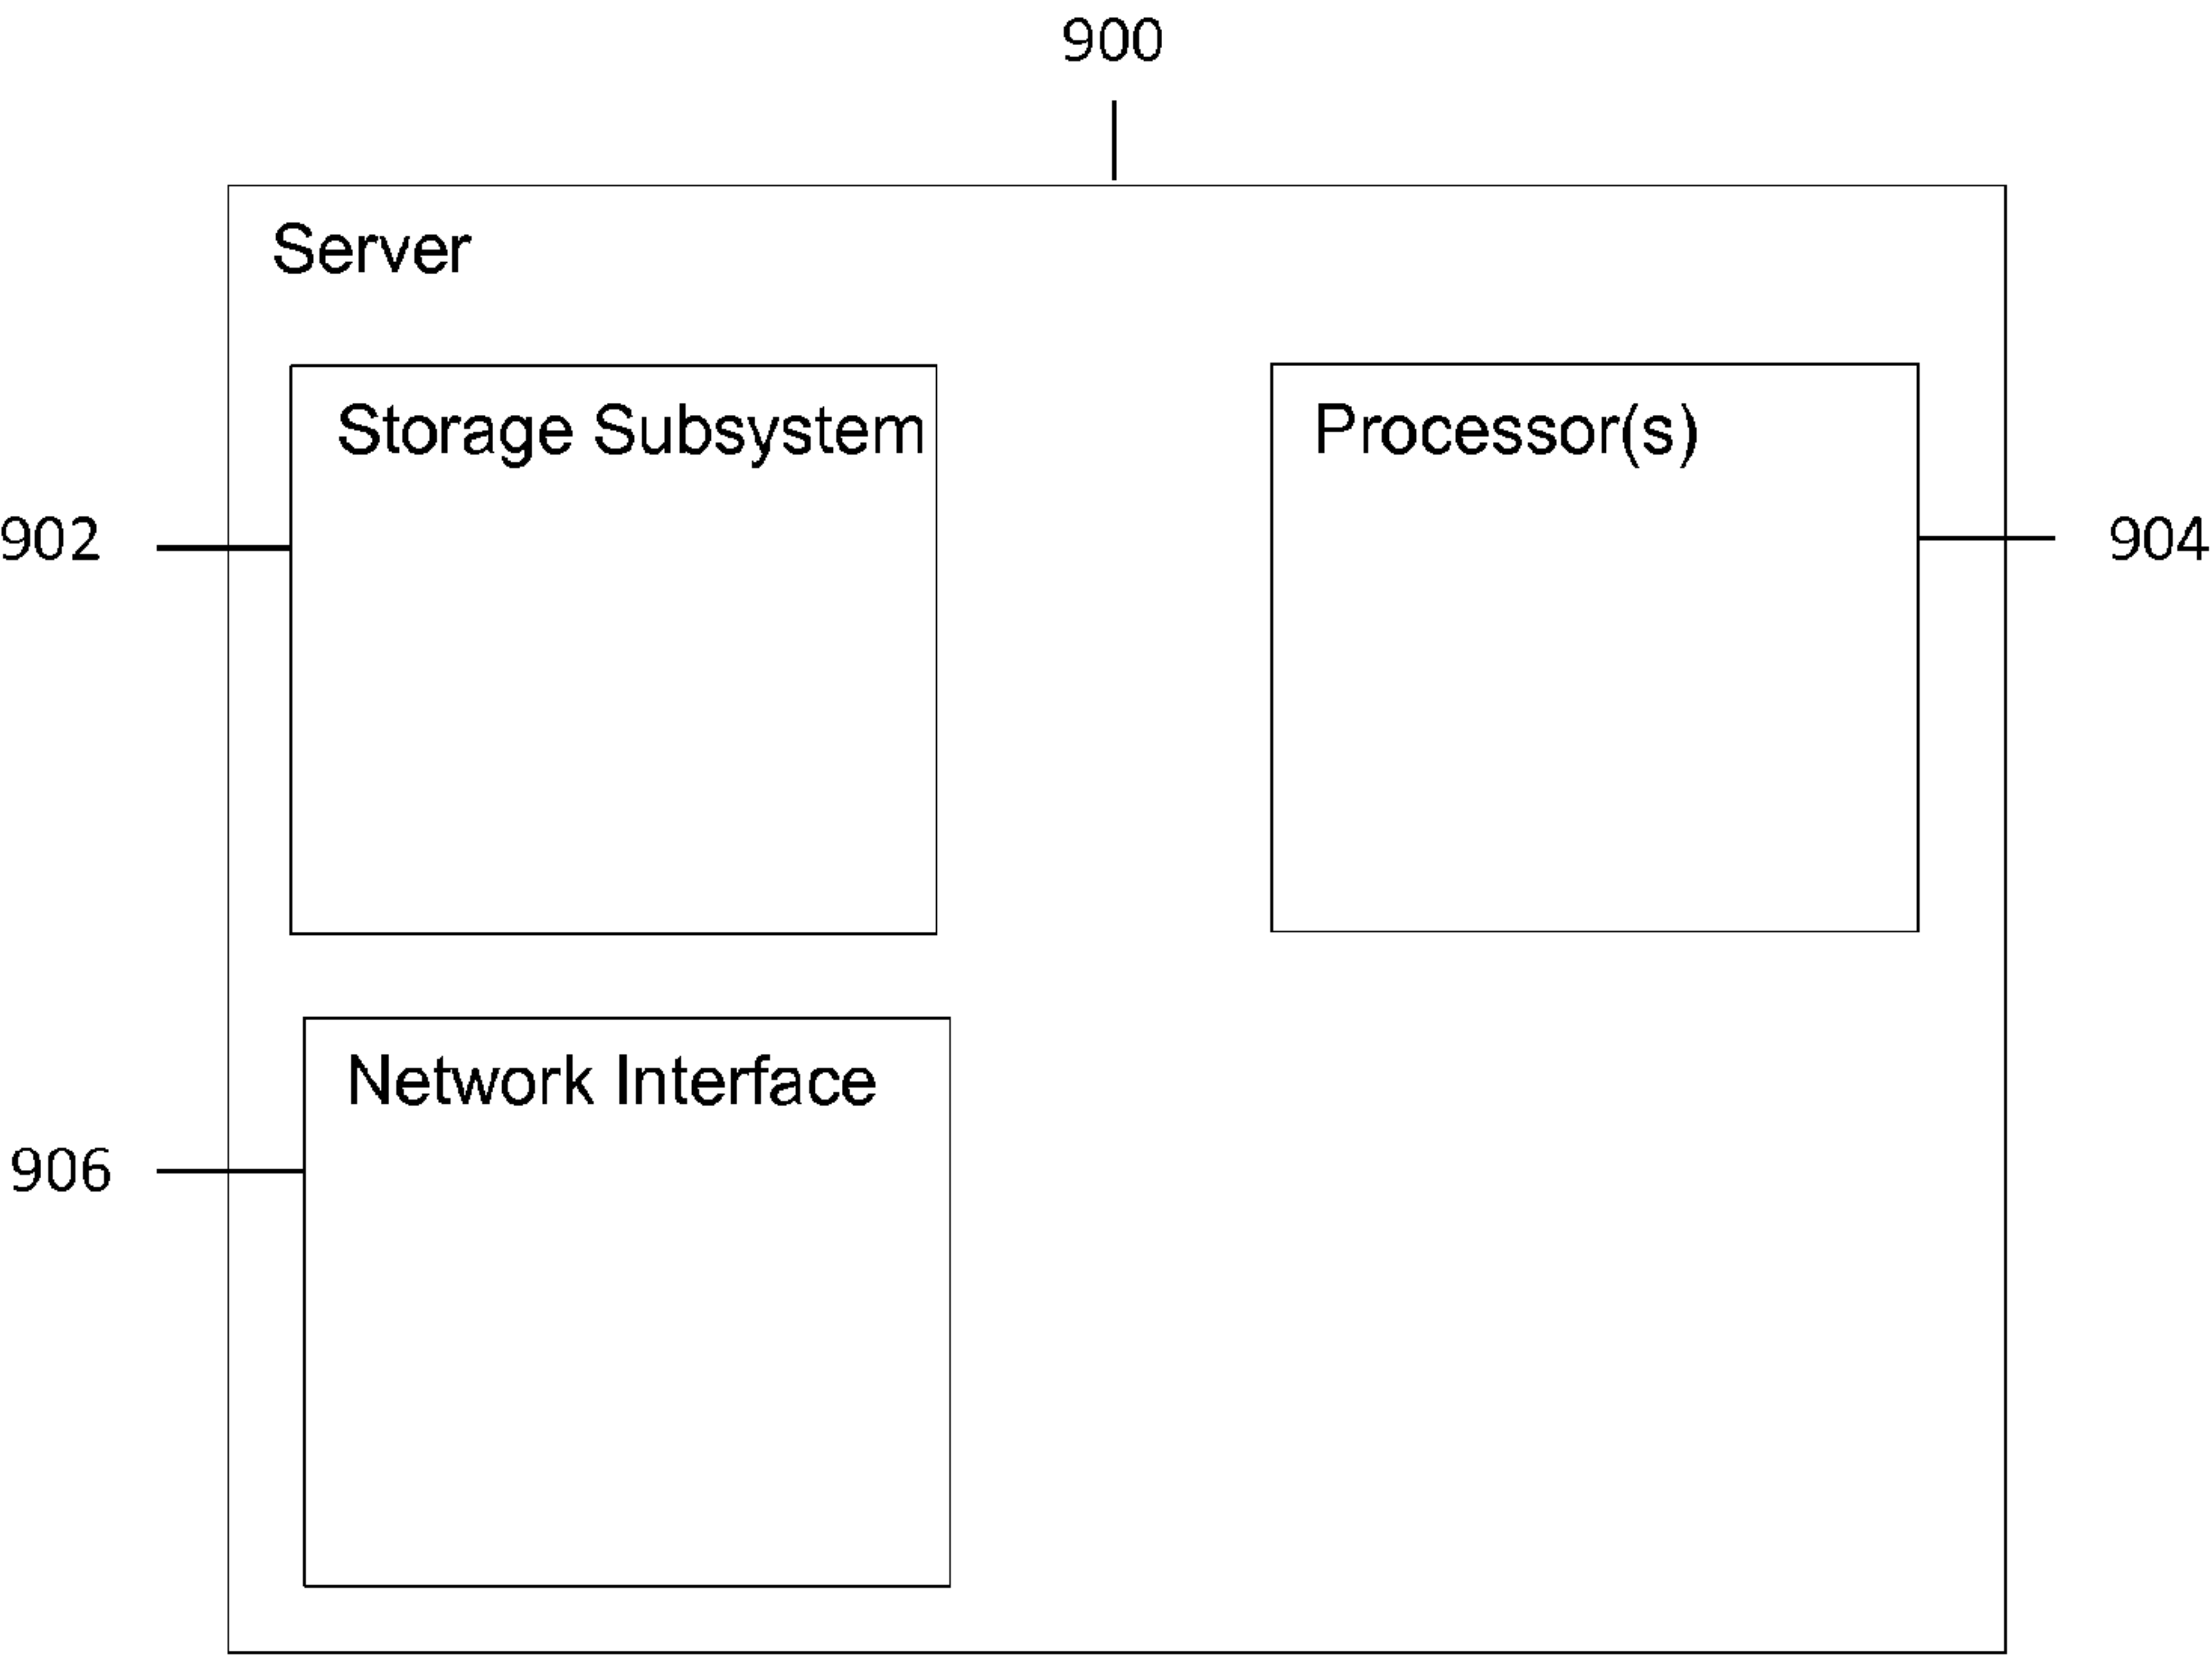 900
Server
Storage Subsystem
Processor(s)
902
904
Network Interface
906